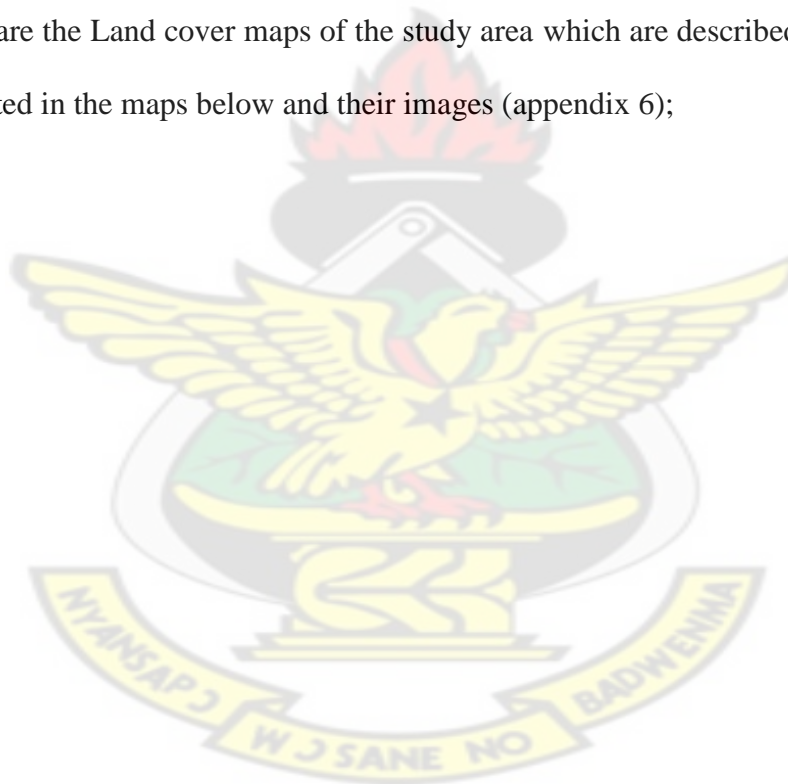 are the Land cover maps of the study area which are described
ted in the maps below and their images (appendix 6);
NYANSAPƆ
WƆSANE NO
BADWENMA